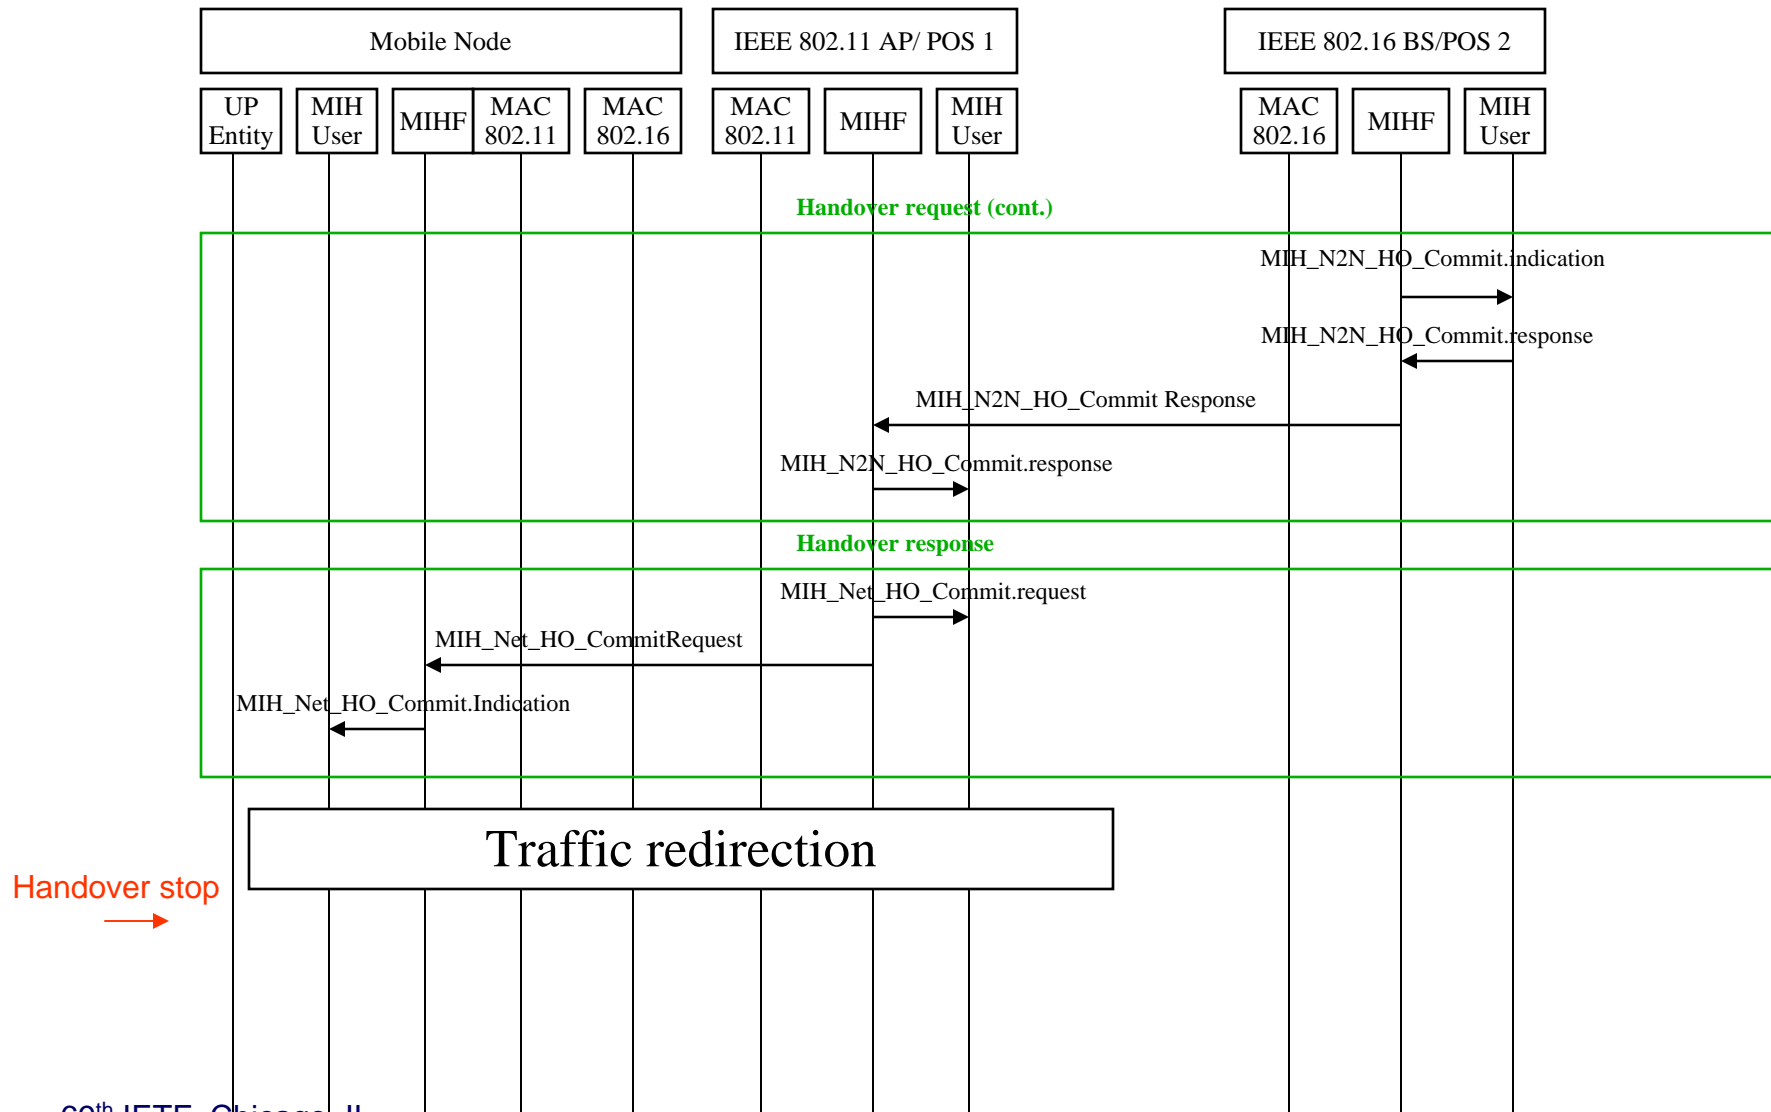 Mobile Node
IEEE 802.11 AP/ POS 1
IEEE 802.16 BS/POS 2
UP
Entity
MIH
User
MIHF
MAC
802.11
MAC
802.16
MAC
802.11
MIHF
MIH
User
MAC
802.16
MIHF
MIH
User
Handover request (cont.)
MIH_N2N_HO_Commit.indication
MIH_N2N_HO_Commit.response
MIH_N2N_HO_Commit Response
MIH_N2N_HO_Commit.response
Handover response
MIH_Net_HO_Commit.request
MIH_Net_HO_CommitRequest
MIH_Net_HO_Commit.Indication
Traffic redirection
Handover stop
IETF, Chicago,